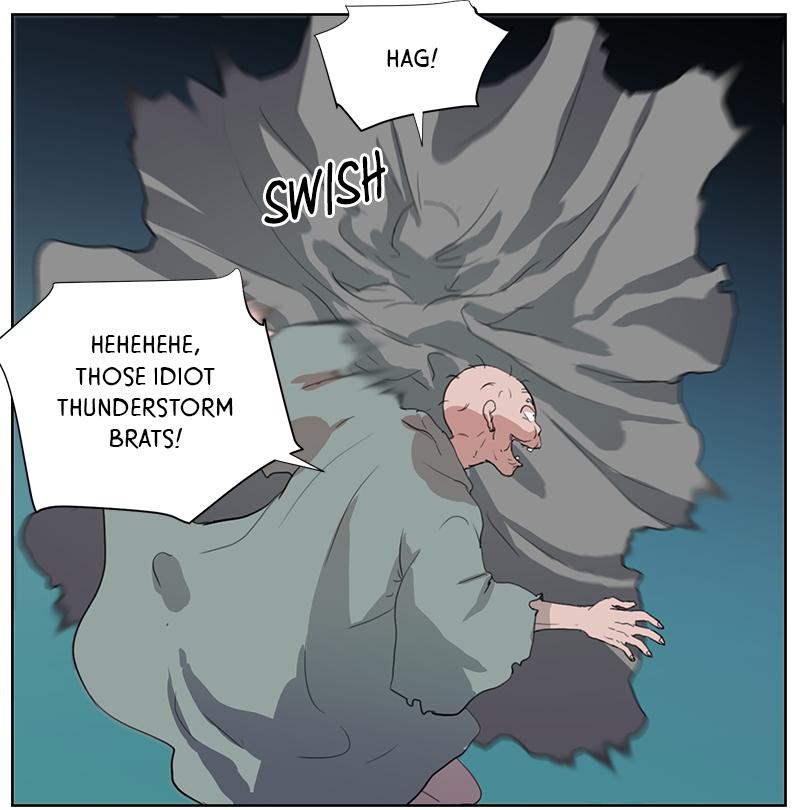 HAG!
SWISH
HEHEHEHE,
THOSE IDIOT
THUNDERSTORM
BRATS!